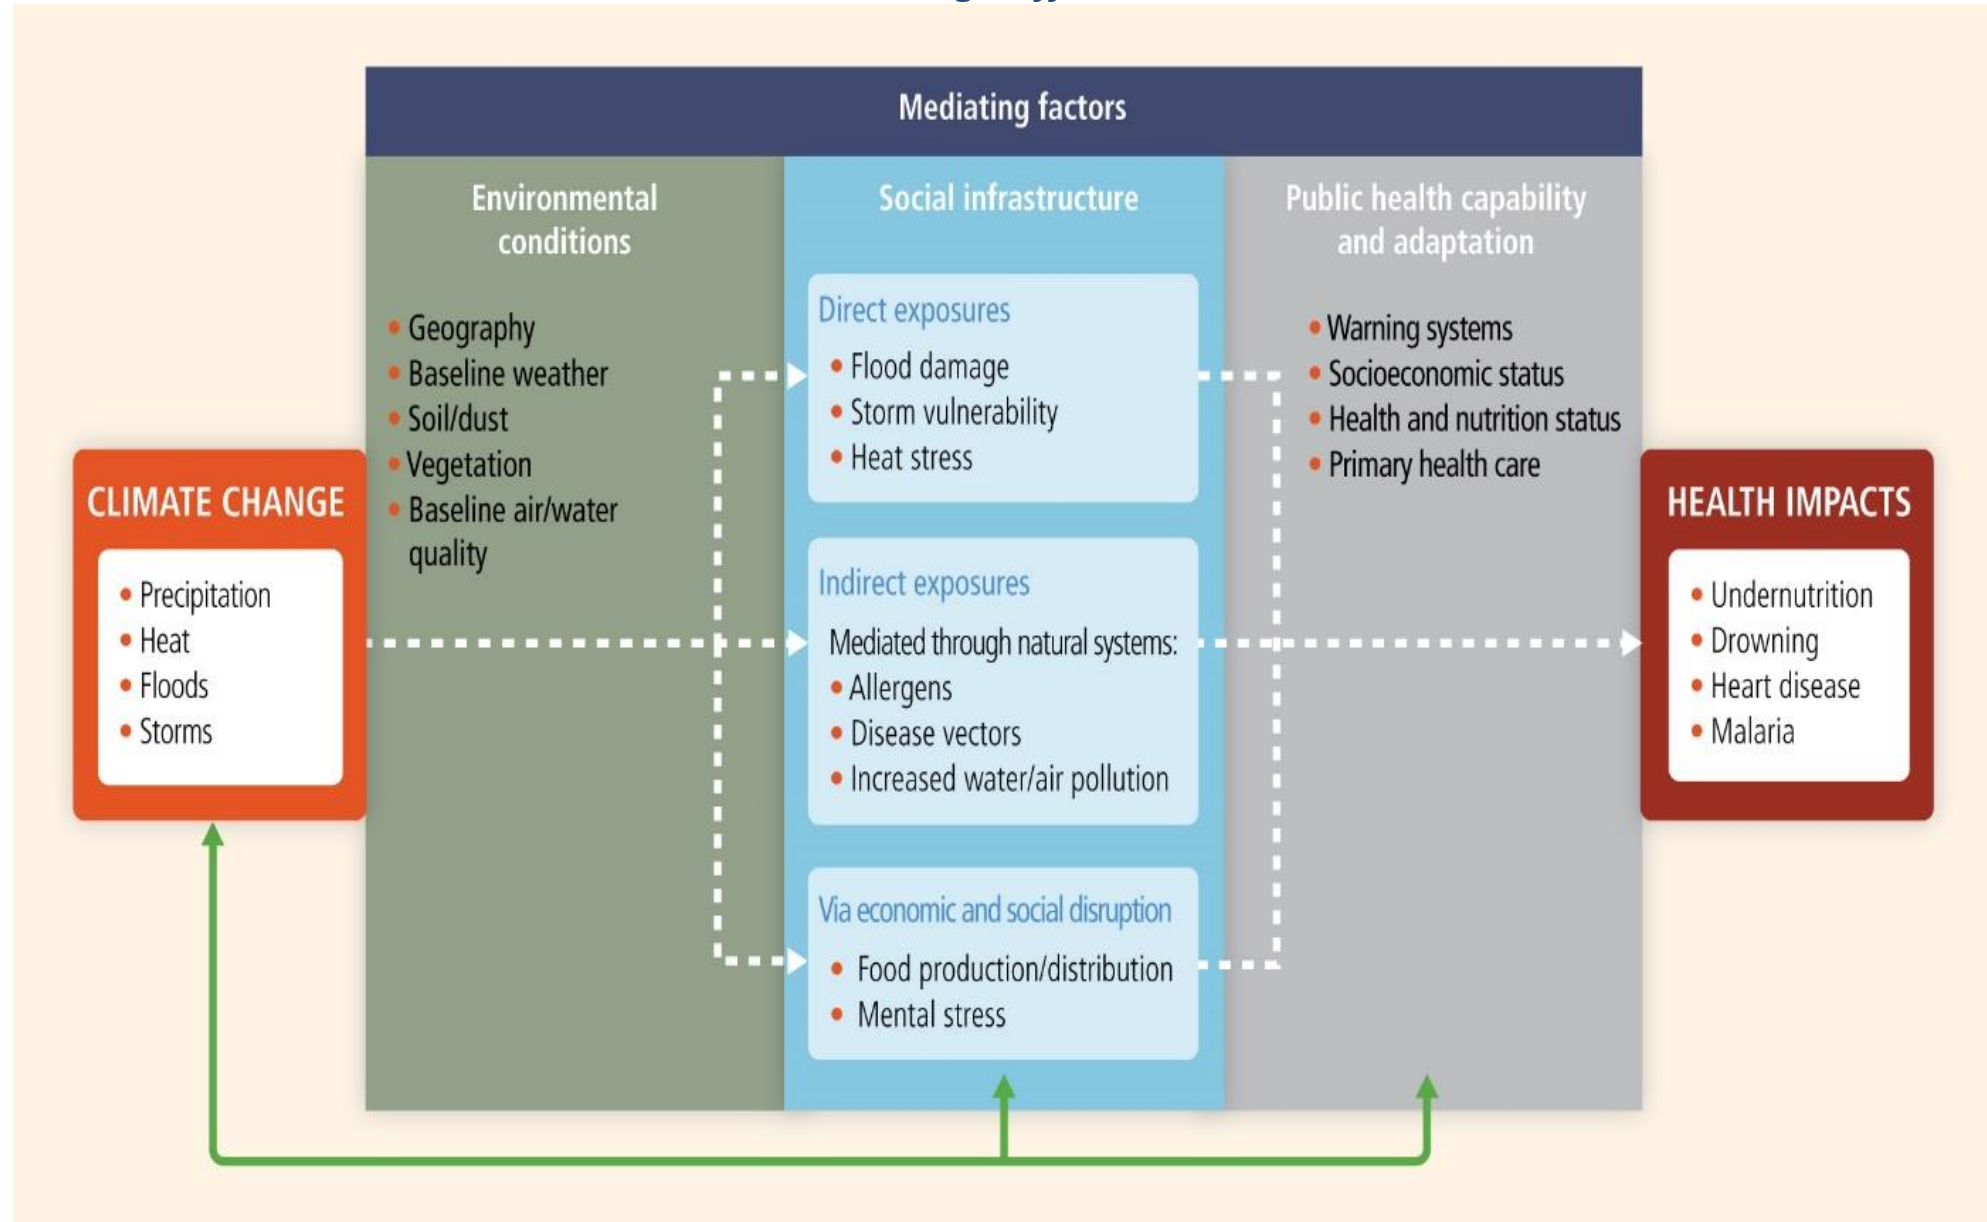 Mediating factors
Environmental
conditions
Geography
Baseline weather
Soil/dust
Vegetation
Baseline air/water
quality
Social infrastructure
Direct exposures
Flood damage
Storm vulnerability
Heat stress
Indirect exposures
Mediated through natural systems:
Allergens
Disease vectors
Increased water/air pollution
Via economic and social disruption
Food production/distribution
Mental stress
Public health capability
and adaptation
Warning systems
Socioeconomic status
Health and nutrition status
Primary health care
CLIMATE CHANGE
Precipitation
Heat
Floods
Storms
HEALTH IMPACTS
Undernutrition
Drowning
Heart disease
Malaria